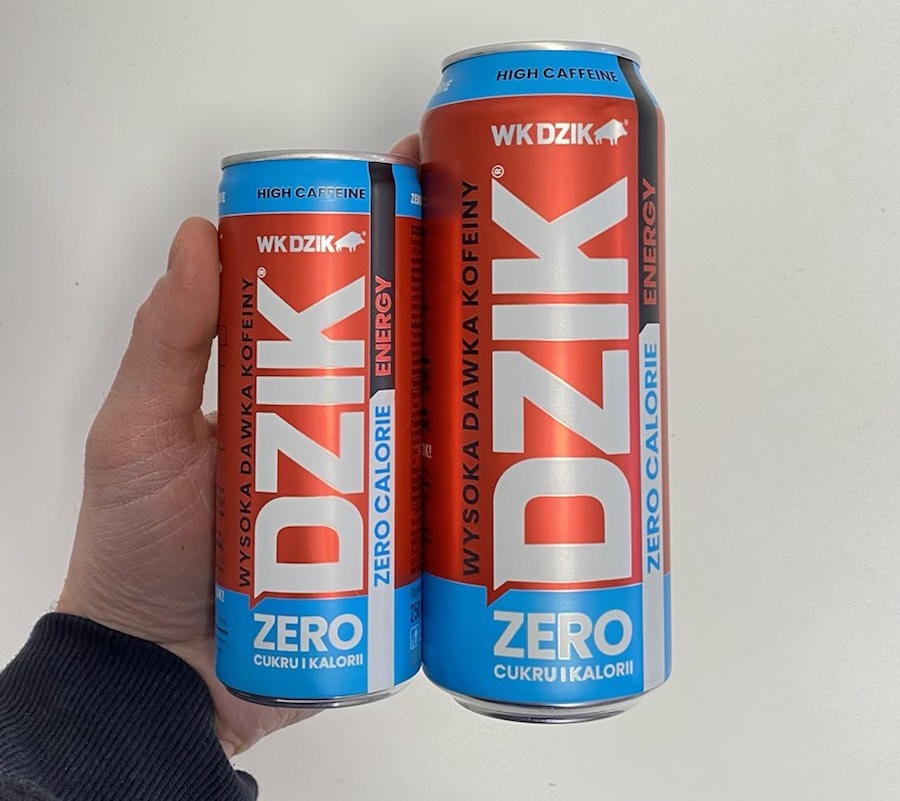 HIGH CAFFEINE
WK DZIK®
WYSOKA DAWKA KOFEINY
DZIK®
ENERGY
ZERO CALORIE
ZERO
CUKRU I KALORII
HIGH CAFFEINE
WK DZIK®
WYSOKA DAWKA KOFEINY
DZIK®
ENERGY
ZERO CALORIE
ZERO
CUKRU I KALORII